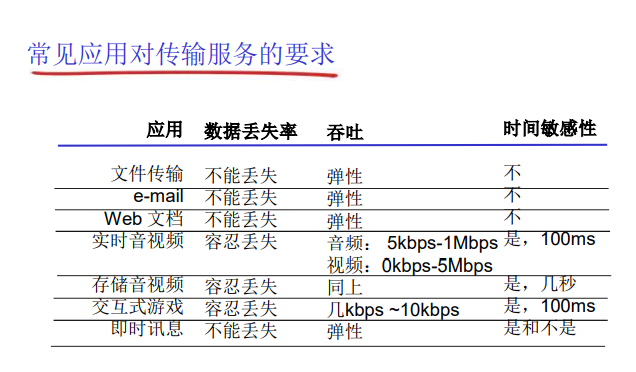 常见应用对传输服务的要求
应用 数据丢失率 吞吐 时间敏感性
文件传输 不能丢失 弹性 不
e-mail 不能丢失 弹性 不
Web 文档 不能丢失 弹性 不
实时音视频 容忍丢失 音频： 5kbps-1Mbps 是，100ms
视频：0kbps-5Mbps
存储音视频 容忍丢失 同上 是，几秒
交互式游戏 容忍丢失 几kbps ~10kbps 是，100ms
即时讯息 不能丢失 弹性 是和不是